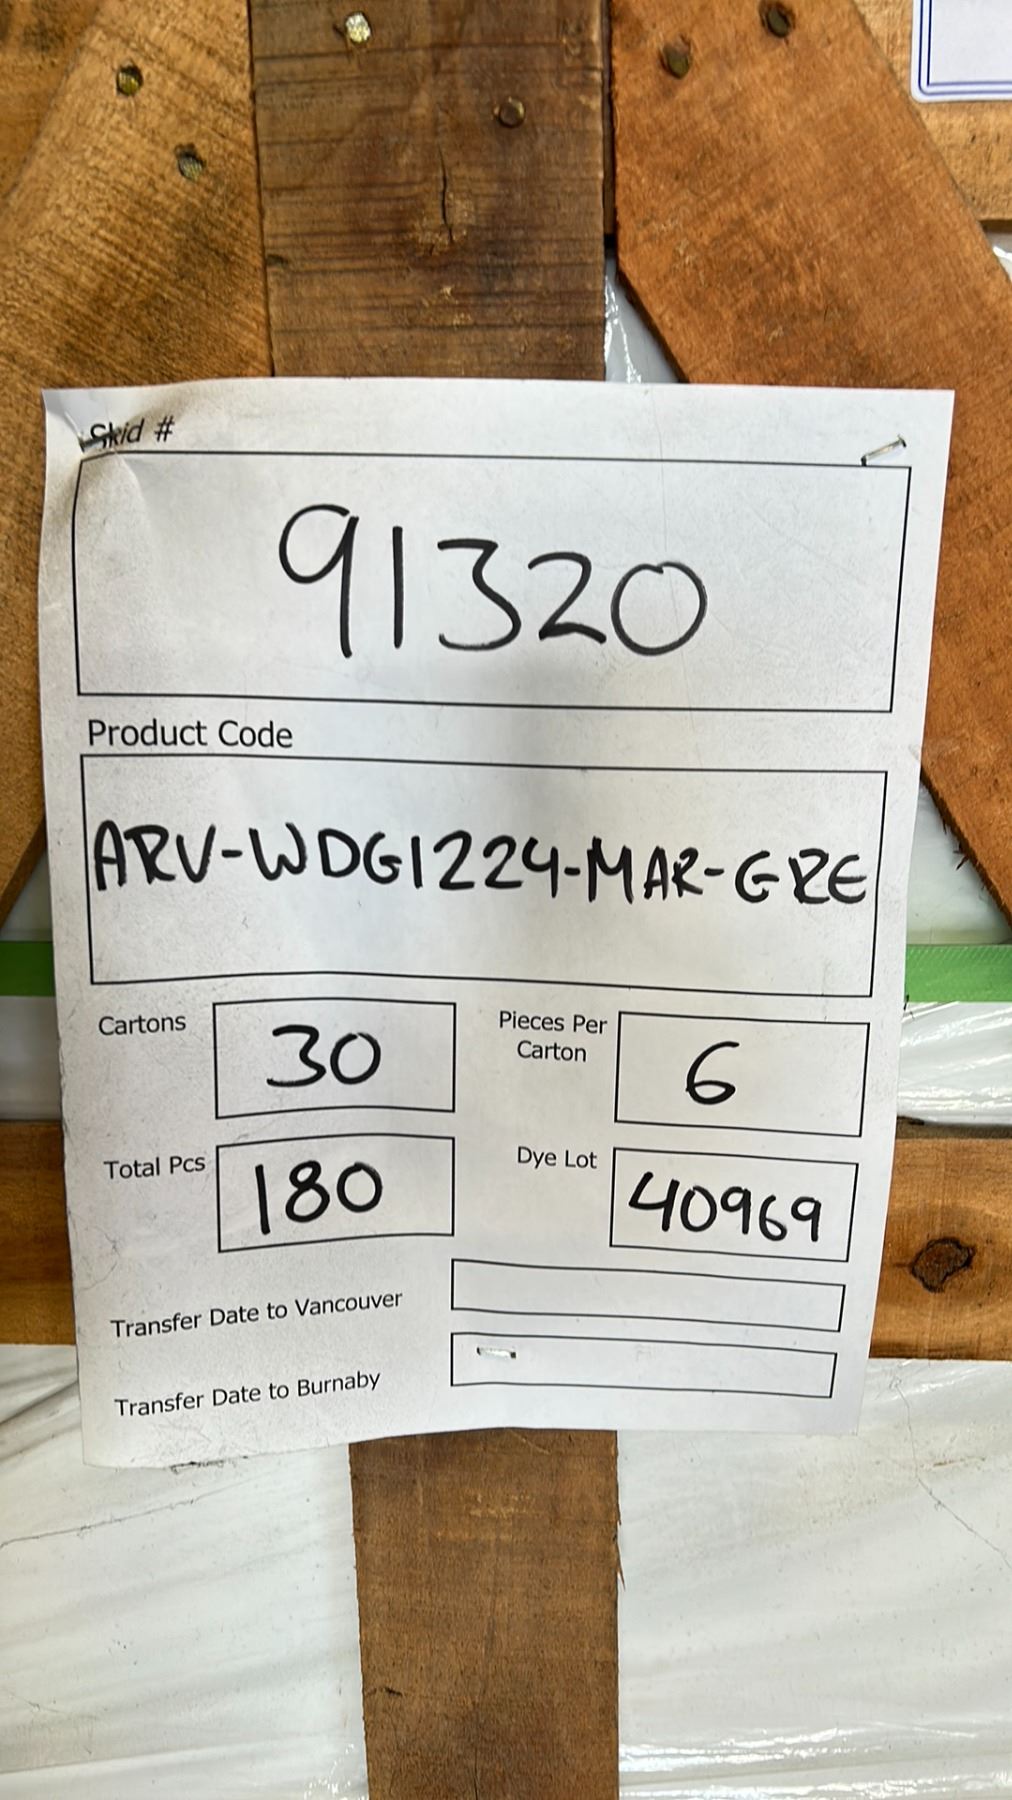 Skid #
91320
Product Code
ARV-WDG1224-MAR-GRE
Cartons
30
Pieces Per
Carton
6
Total Pcs
180
Dye Lot
40969
Transfer Date to Vancouver
Transfer Date to Burnaby